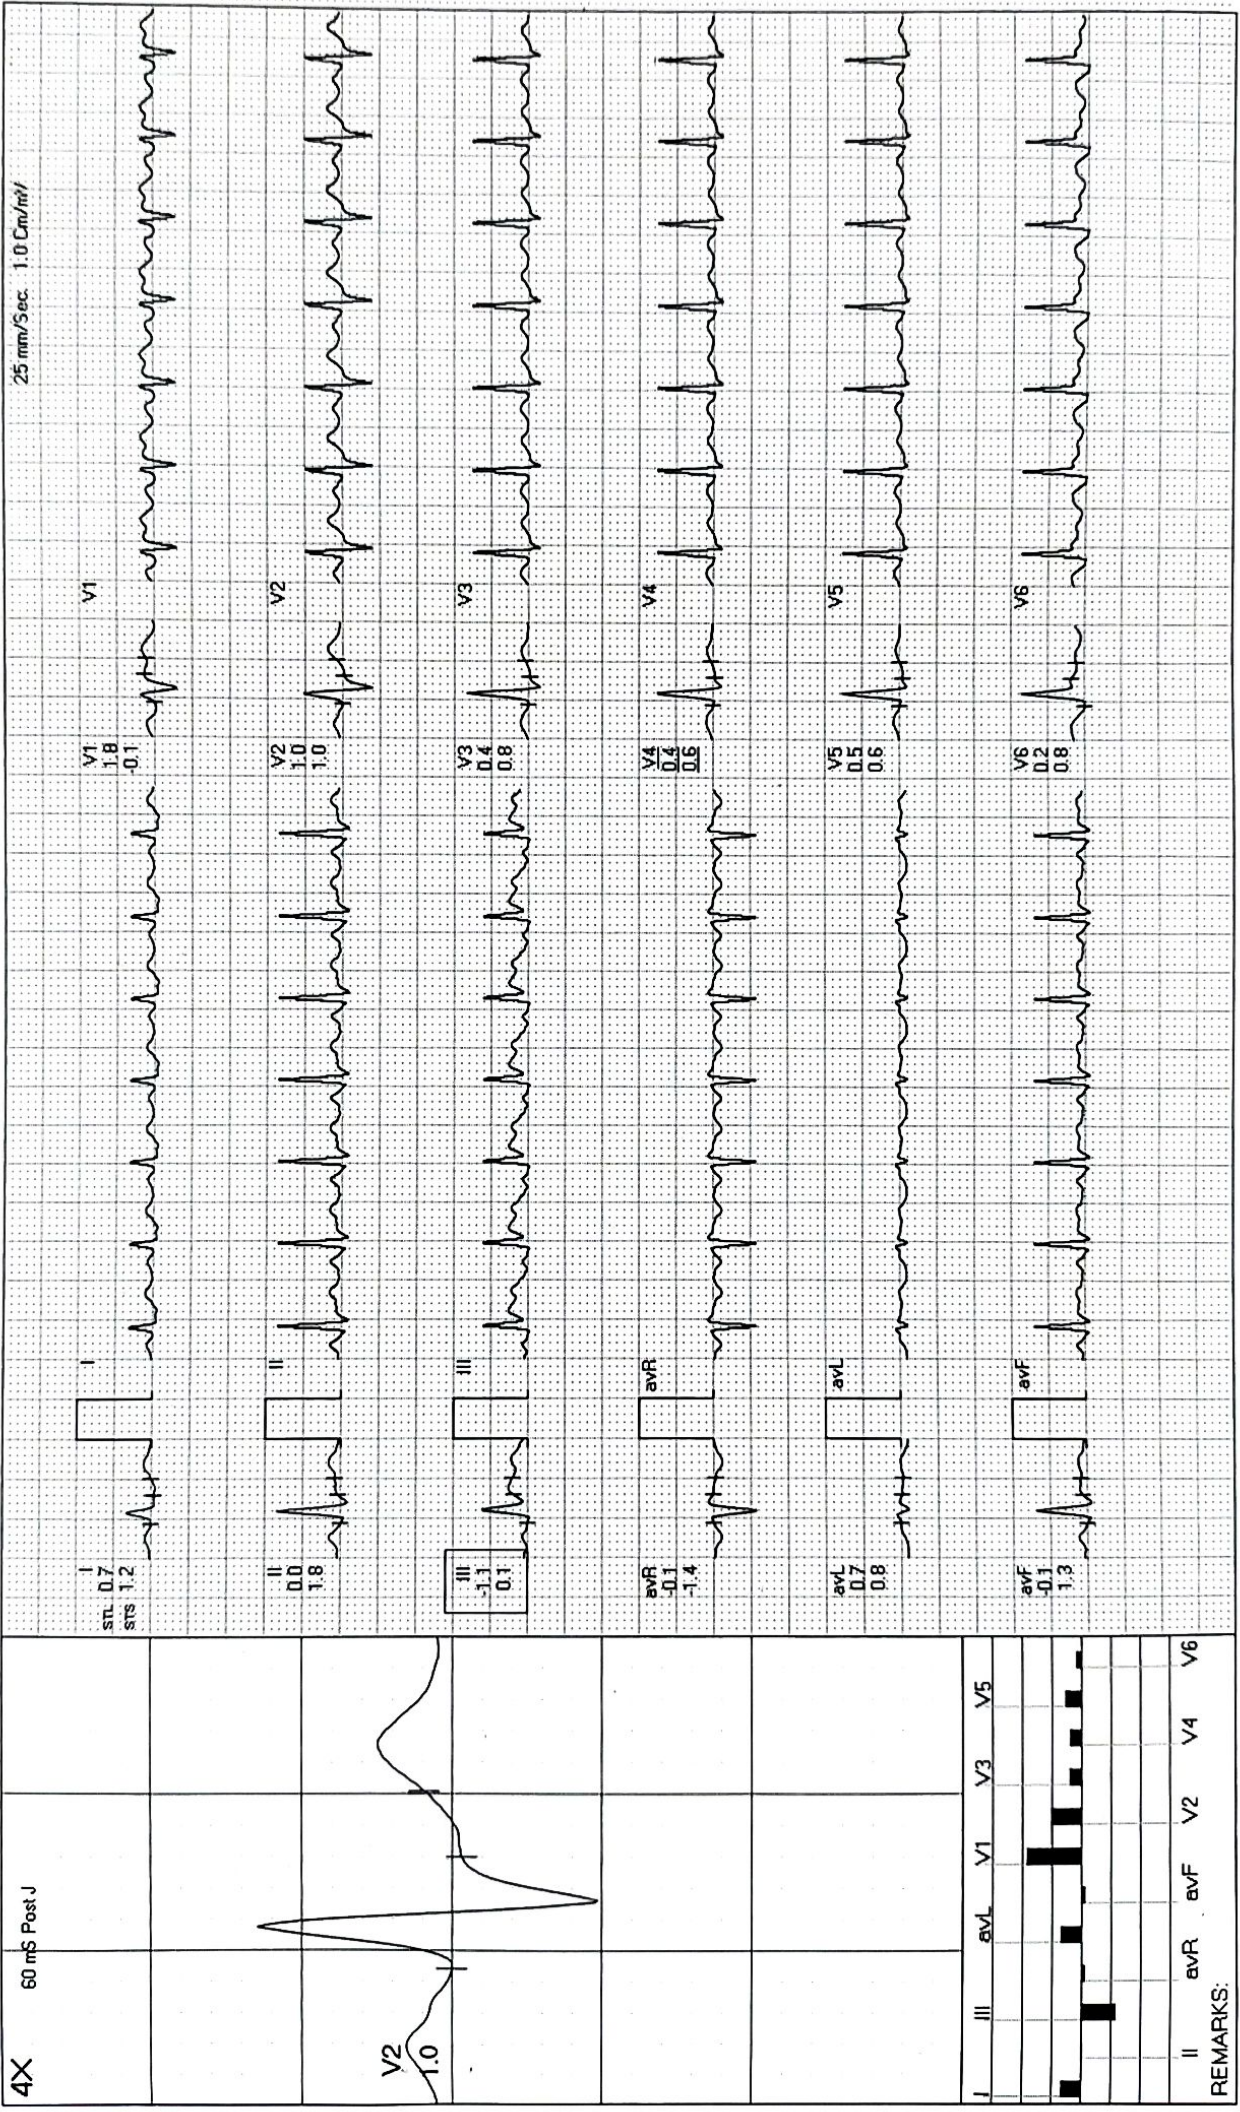 4X
60 mS Post J
25 mm/Sec. 1.0 Cm/mV
V2
1.0
I III avL V1 V3 V5
II avR avF V2 V4 V6
REMARKS:
I
STL 0.7
STS 1.2
I
V1
1.8
-0.1
V1
II
0.0
1.8
II
V2
1.0
1.0
V2
III
-1.1
0.1
III
V3
0.4
0.8
V3
avR
-0.1
-1.4
avR
V4
0.4
0.6
V4
avL
0.7
0.8
avL
V5
0.5
0.6
V5
avF
-0.1
1.3
avF
V6
0.2
0.8
V6